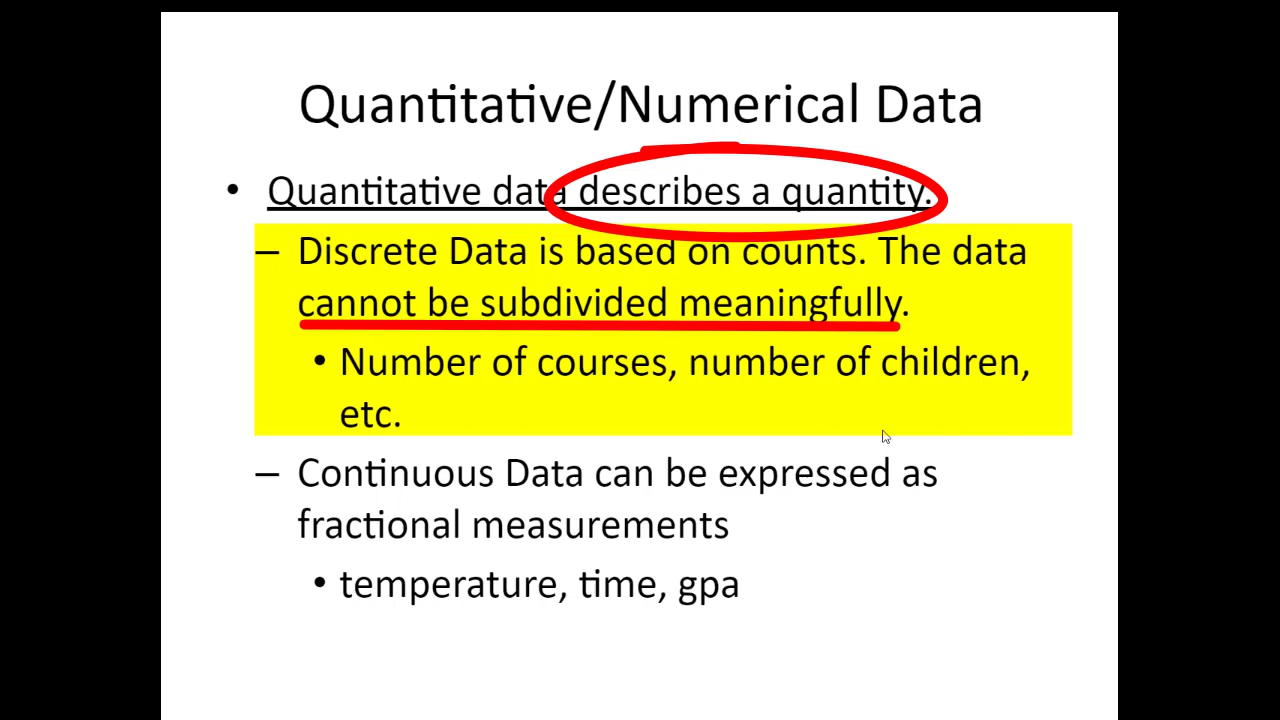 Quantitative/Numerical Data
• Quantitative data describes a quantity.
– Discrete Data is based on counts. The data
cannot be subdivided meaningfully.
• Number of courses, number of children,
etc.
– Continuous Data can be expressed as
fractional measurements
• temperature, time, gpa